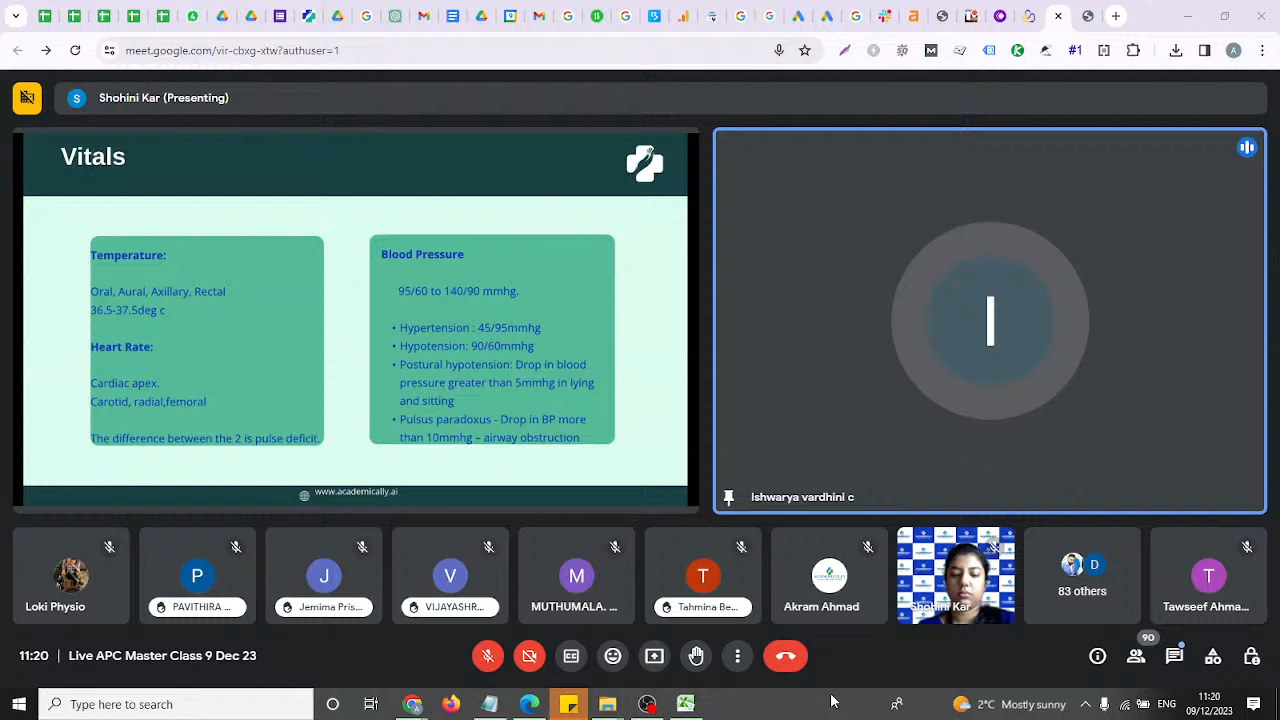 meet.google.com/vir-cbxg-xtw?authuser=1
S Shohini Kar (Presenting)
Vitals
Temperature:
Oral, Aural, Axillary, Rectal
36.5-37.5deg c
Heart Rate:
Cardiac apex.
Carotid, radial,femoral
The difference between the 2 is pulse deficit.
Blood Pressure
95/60 to 140/90 mmhg.
• Hypertension : 45/95mmhg
• Hypotension: 90/60mmhg
• Postural hypotension: Drop in blood
pressure greater than 5mmhg in lying
and sitting
• Pulsus paradoxus - Drop in BP more
than 10mmhg – airway obstruction
www.academically.ai
I
Ishwarya vardhini c
Loki Physio
P
PAVITHIRA ...
J
Jemima Pris...
V
VIJAYASHR...
M
MUTHUMALA. ...
T
Tahmina Be...
Akram Ahmad
Shohini Kar
D
83 others
T
Tawseef Ahma...
11:20 | Live APC Master Class 9 Dec 23
90
Type here to search
2°C Mostly sunny
ENG
11:20
09/12/2023